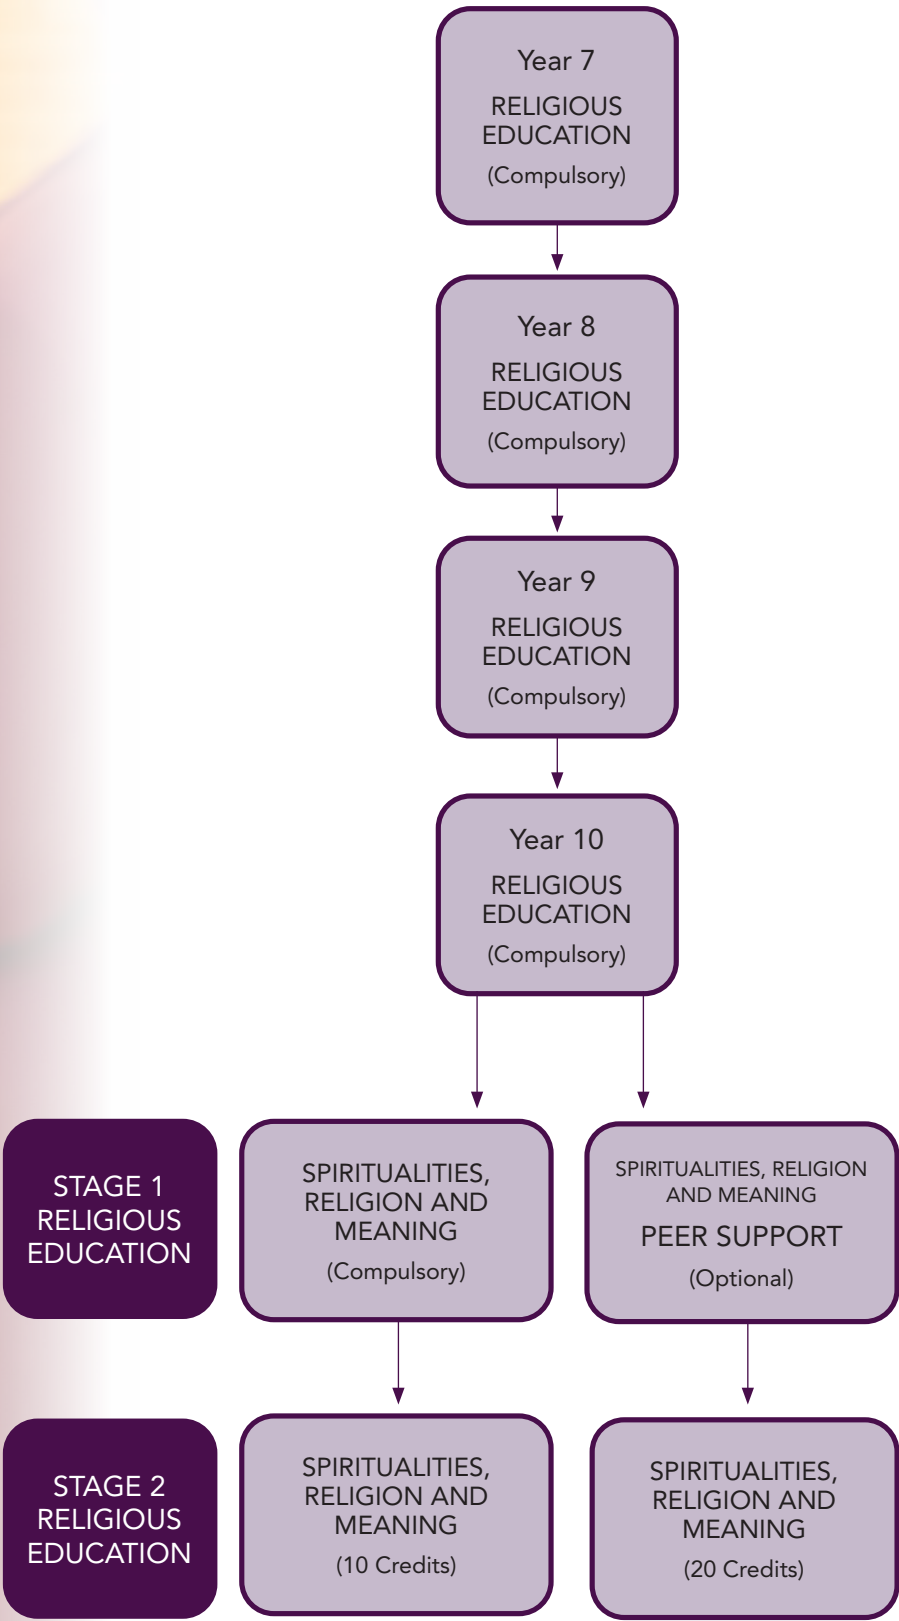 Year 7
RELIGIOUS
EDUCATION
(Compulsory)
Year 8
RELIGIOUS
EDUCATION
(Compulsory)
Year 9
RELIGIOUS
EDUCATION
(Compulsory)
Year 10
RELIGIOUS
EDUCATION
(Compulsory)
STAGE 1
RELIGIOUS
EDUCATION
SPIRITUALITIES,
RELIGION AND
MEANING
(Compulsory)
SPIRITUALITIES, RELIGION
AND MEANING
PEER SUPPORT
(Optional)
STAGE 2
RELIGIOUS
EDUCATION
SPIRITUALITIES,
RELIGION AND
MEANING
(10 Credits)
SPIRITUALITIES,
RELIGION AND
MEANING
(20 Credits)